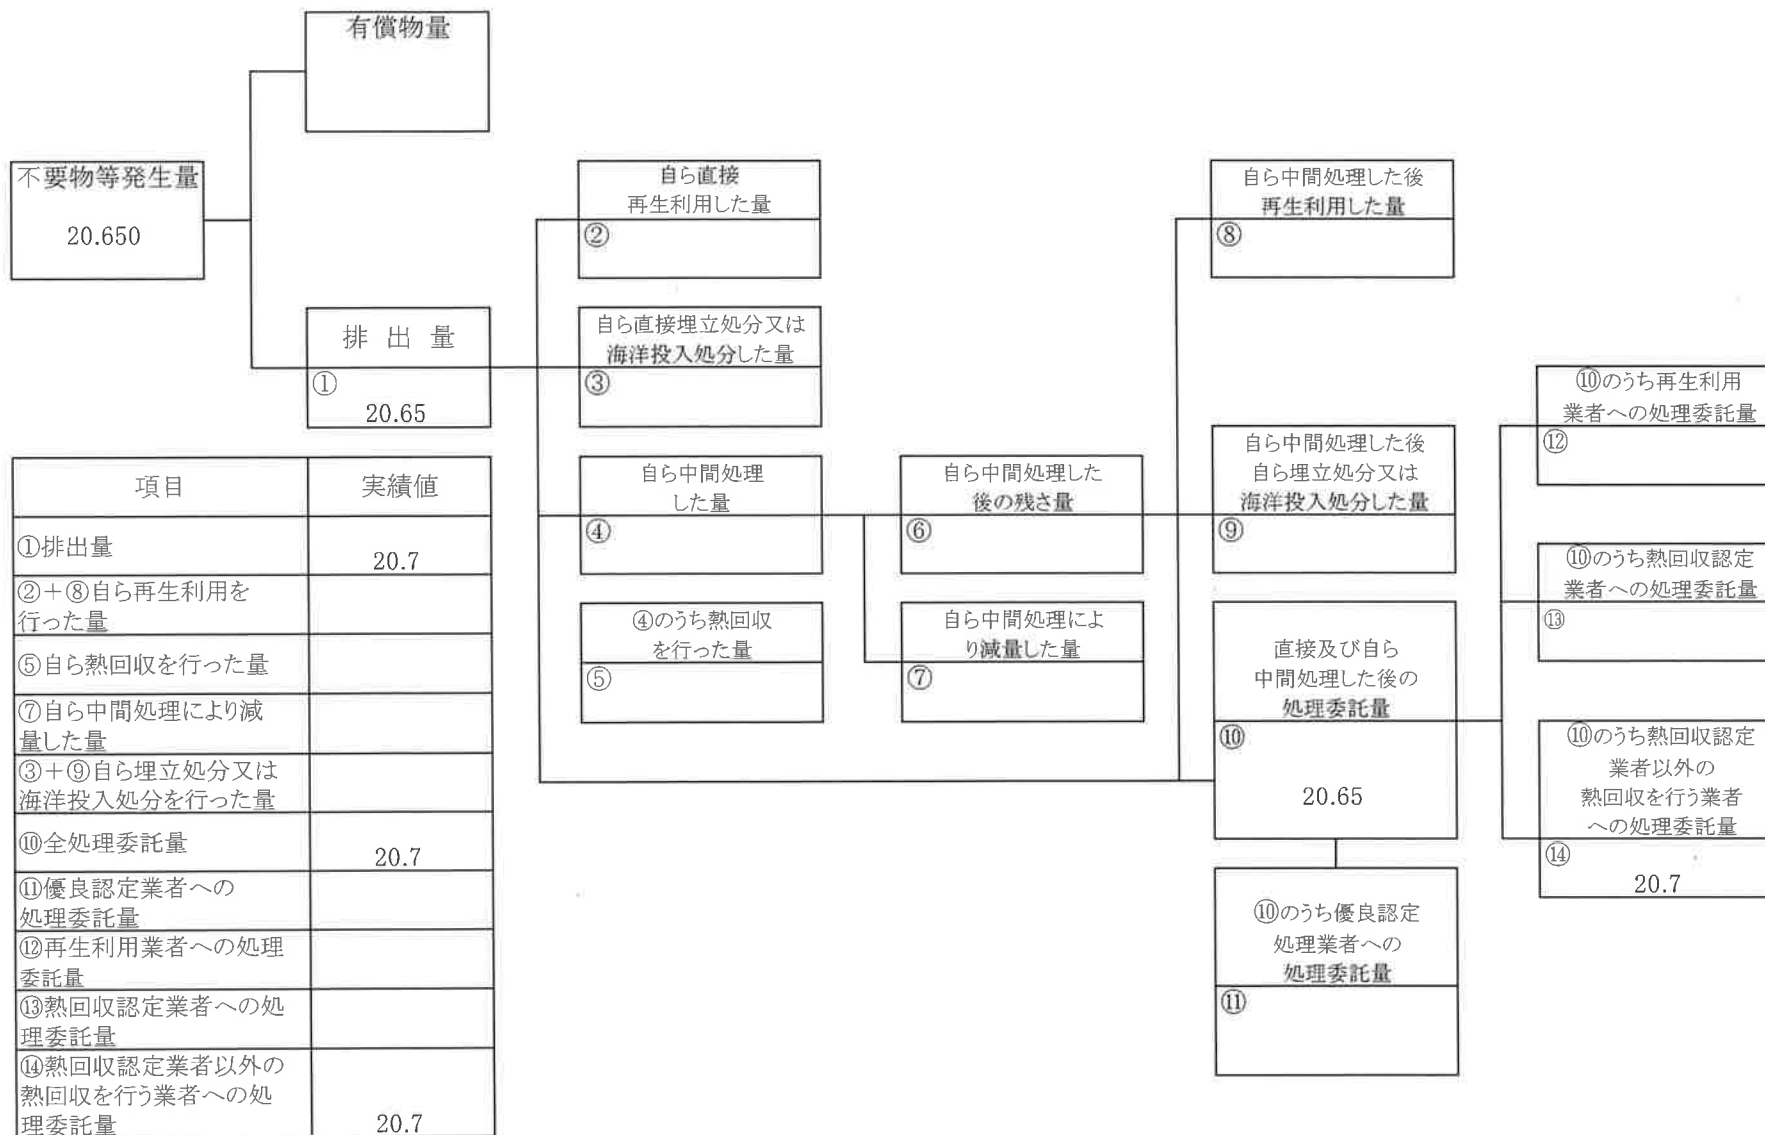 有償物量
不要物等発生量
20.650
排 出 量
①
20.65
自ら直接
再生利用した量
②
自ら直接埋立処分又は
海洋投入処分した量
③
自ら中間処理
した量
④
④のうち熱回収
を行った量
⑤
自ら中間処理した
後の残さ量
⑥
自ら中間処理によ
り減量した量
⑦
自ら中間処理した後
再生利用した量
⑧
自ら中間処理した後
自ら埋立処分又は
海洋投入処分した量
⑨
直接及び自ら
中間処理した後の
処理委託量
⑩
20.65
⑩のうち優良認定
処理業者への
処理委託量
⑪
⑩のうち再生利用
業者への処理委託量
⑫
⑩のうち熱回収認定
業者への処理委託量
⑬
⑩のうち熱回収認定
業者以外の
熱回収を行う業者
への処理委託量
⑭
20.7
項目 実績値
①排出量 20.7
②+⑧自ら再生利用を
行った量
⑤自ら熱回収を行った量
⑦自ら中間処理により減
量した量
③+⑨自ら埋立処分又は
海洋投入処分を行った量
⑩全処理委託量 20.7
⑪優良認定業者への
処理委託量
⑫再生利用業者への処理
委託量
⑬熱回収認定業者への処
理委託量
⑭熱回収認定業者以外の
熱回収を行う業者への処
理委託量 20.7